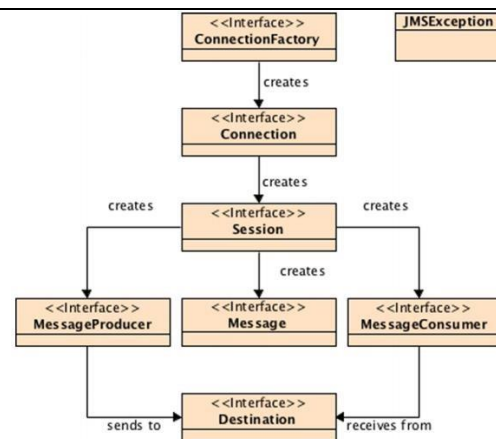 <<Interface>>
ConnectionFactory
JMSException
creates
<<Interface>>
Connection
creates
creates
<<Interface>>
Session
creates
creates
<<Interface>>
MessageProducer
<<Interface>>
Message
<<Interface>>
MessageConsumer
sends to
<<Interface>>
Destination
receives from